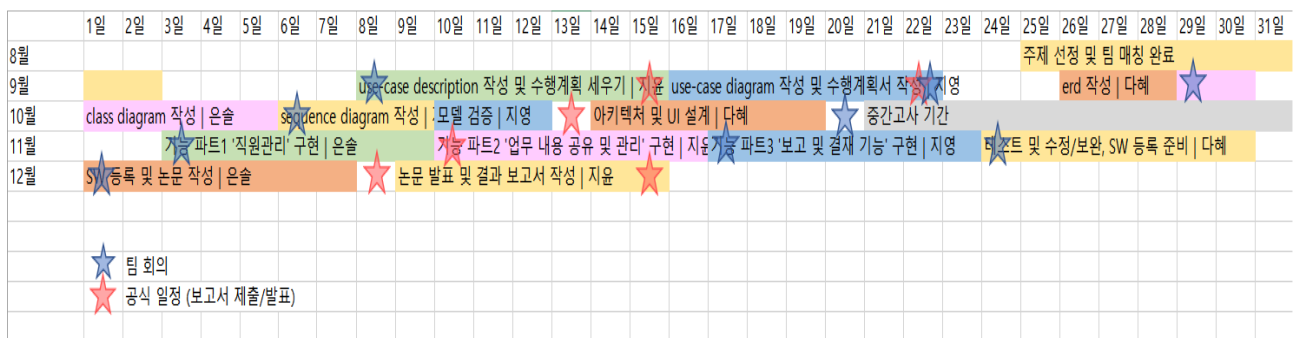 1일 2일 3일 4일 5일 6일 7일 8일 9일 10일 11일 12일 13일 14일 15일 16일 17일 18일 19일 20일 21일 22일 23일 24일 25일 26일 27일 28일 29일 30일 31일
8월 주제 선정 및 팀 매칭 완료
9월 use-case description 작성 및 수행계획 세우기 | 지윤 use-case diagram 작성 및 수행계획서 작성 | 지영 erd 작성 | 다혜
10월 class diagram 작성 | 은솔 sequence diagram 작성 | 모델 검증 | 지영 아키텍처 및 UI 설계 | 다혜 중간고사 기간
11월 기능 파트1 '직원관리' 구현 | 은솔 기능 파트2 '업무 내용 공유 및 관리' 구현 | 지윤 기능 파트3 '보고 및 결재 기능' 구현 | 지영 테스트 및 수정/보완, SW 등록 준비 | 다혜
12월 SW 등록 및 논문 작성 | 은솔 논문 발표 및 결과 보고서 작성 | 지윤
팀 회의
공식 일정 (보고서 제출/발표)